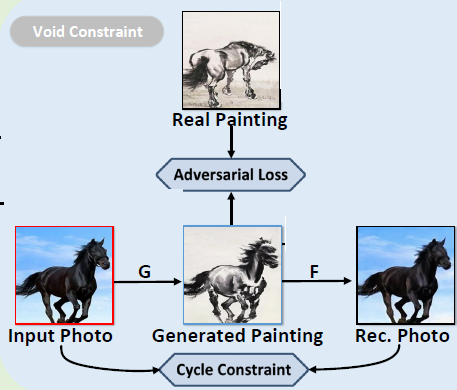 Void Constraint
Real Painting
Adversarial Loss
G
F
Input Photo
Generated Painting
Rec. Photo
Cycle Constraint